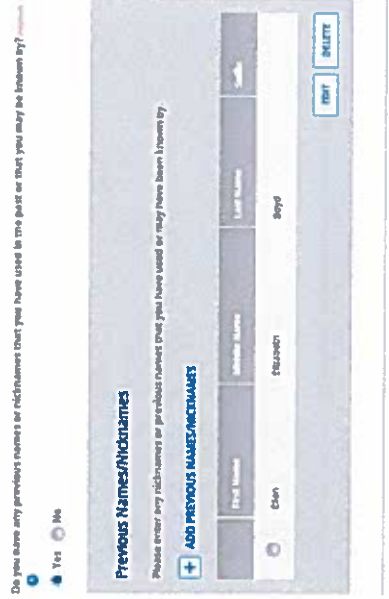 Do you have any previous names or nicknames that you have used in the past or that you may be known by?
Yes No
Previous Names/Nicknames
Please enter any nicknames or previous names that you have used or may have been known by
+ ADD PREVIOUS NAMES/NICKNAMES
First Name Middle Name Last Name Suffix
Elizabeth Boyd
EDIT DELETE